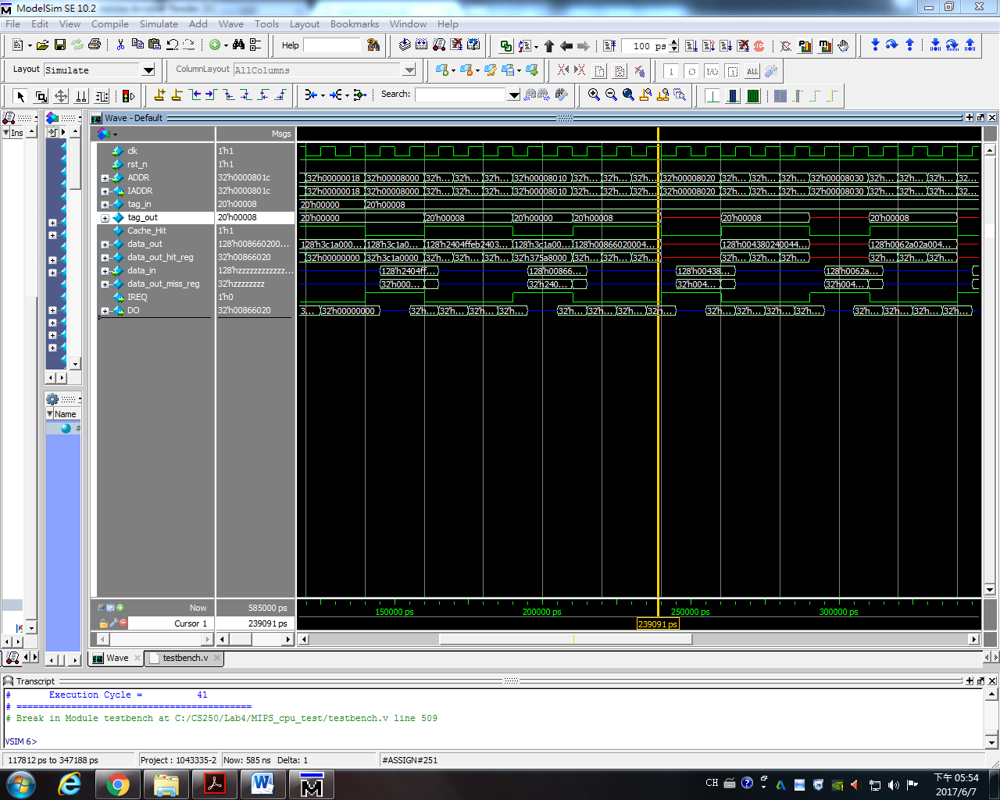 ModelSim SE 10.2
File Edit View Compile Simulate Add Wave Tools Layout Bookmarks Window Help
Help
100 ps
Layout Simulate
ColumnLayout AllColumns
Search:
Wave - Default
Ins
Msgs
clk 1'h1
rst_n 1'h1
ADDR 32'h0000801c 32'h00000018 32'h00008000 32'h... 32'h... 32'h... 32'h00008010 32'h... 32'h... 32'h... 32'h00008020 32'h... 32'h... 32'h... 32'h00008030 32'h... 32'h... 32'h... 32...
IADDR 32'h0000801c 32'h00000018 32'h00008000 32'h... 32'h... 32'h... 32'h00008010 32'h... 32'h... 32'h... 32'h00008020 32'h... 32'h... 32'h... 32'h00008030 32'h... 32'h... 32'h... 32...
tag_in 20'h00008 20'h00000 20'h00008
tag_out 20'h00008 20'h00000 20'h00008 20'h00000 20'h00008 20'h00008 20'h00008
Cache_Hit 1'h1
data_out 128'h008660200... 128'h3c1a000... 128'h3c1a0... 128'h2404ffeb2403... 128'h3c1a00... 128'h00866020004... 128'h004380240044... 128'h0062a02a004...
data_out_hit_reg 32'h00866020 32'h00000000 32'h3c1a0000 32'h... 32'h... 32'h... 32'h375a8000 32'h... 32'h... 32'h... 32'h... 32'h... 32'h... 32'h... 32'h... 32'h...
data_in 128'hzzzzzzzzzzzz... 128'h2404ff... 128'h00866... 128'h00438... 128'h0062a...
data_out_miss_reg 32'hzzzzzzzz 32'h000... 32'h240... 32'h004... 32'h004...
IREQ 1'h0
DO 32'h00866020 3... 32'h00000000 32'h... 32'h... 32'h... 32'h... 32'h... 32'h... 32'h... 32'h... 32'h... 32'h... 32'h... 32'h... 32'h... 32'h... 32'h... 32'h...
Name
Now 585000 ps 150000 ps 200000 ps 250000 ps 300000 ps
Cursor 1 239091 ps 239091 ps
Wave testbench.v
Transcript
# Execution Cycle = 41
# ===========================================
# Break in Module testbench at C:/CS250/Lab4/MIPS_cpu_test/testbench.v line 509
VSIM 6>
117812 ps to 347188 ps Project : 1043335-2 Now: 585 ns Delta: 1 #ASSIGN#251
CH
下午 05:54
2017/6/7